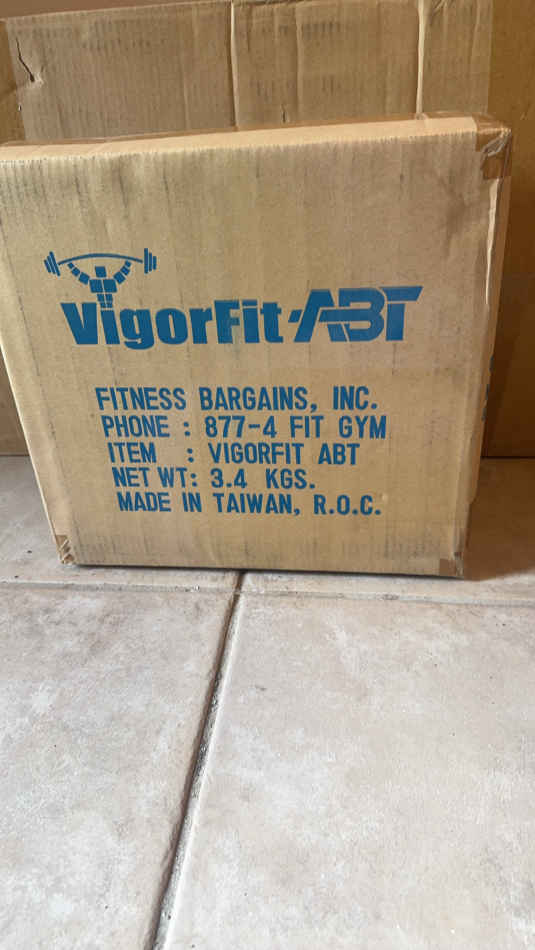 VigorFit·ABT
FITNESS BARGAINS, INC.
PHONE : 877-4 FIT GYM
ITEM : VIGORFIT ABT
NET WT: 3.4 KGS.
MADE IN TAIWAN, R.O.C.